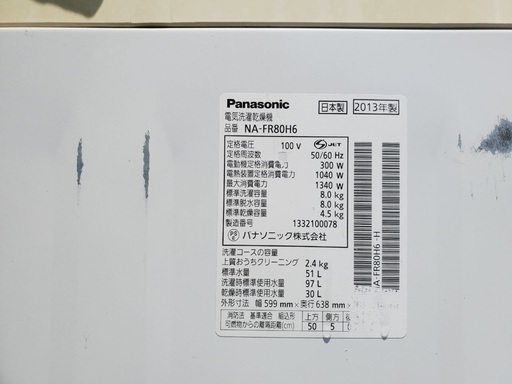 Panasonic 日本製 2013年製
電気洗濯乾燥機
品番 NA-FR80H6
定格電圧 100 V JET
定格周波数 50/60 Hz
電動機定格消費電力 300 W
電熱装置定格消費電力 1040 W
最大消費電力 1340 W
標準洗濯容量 8.0 kg
標準脱水容量 8.0 kg
標準乾燥容量 4.5 kg
製造番号 1332100078
PSE パナソニック株式会社
NA-FR80H6 -H
洗濯コースの容量
上質おうちクリーニング 2.4 kg
標準水量 51 L
洗濯時標準使用水量 97 L
乾燥時標準使用水量 30 L
外形寸法 幅 599 mm×奥行 638 mm
消防法 基準適合 組込形 上方 側方
可燃物からの離隔距離(cm) 50 5